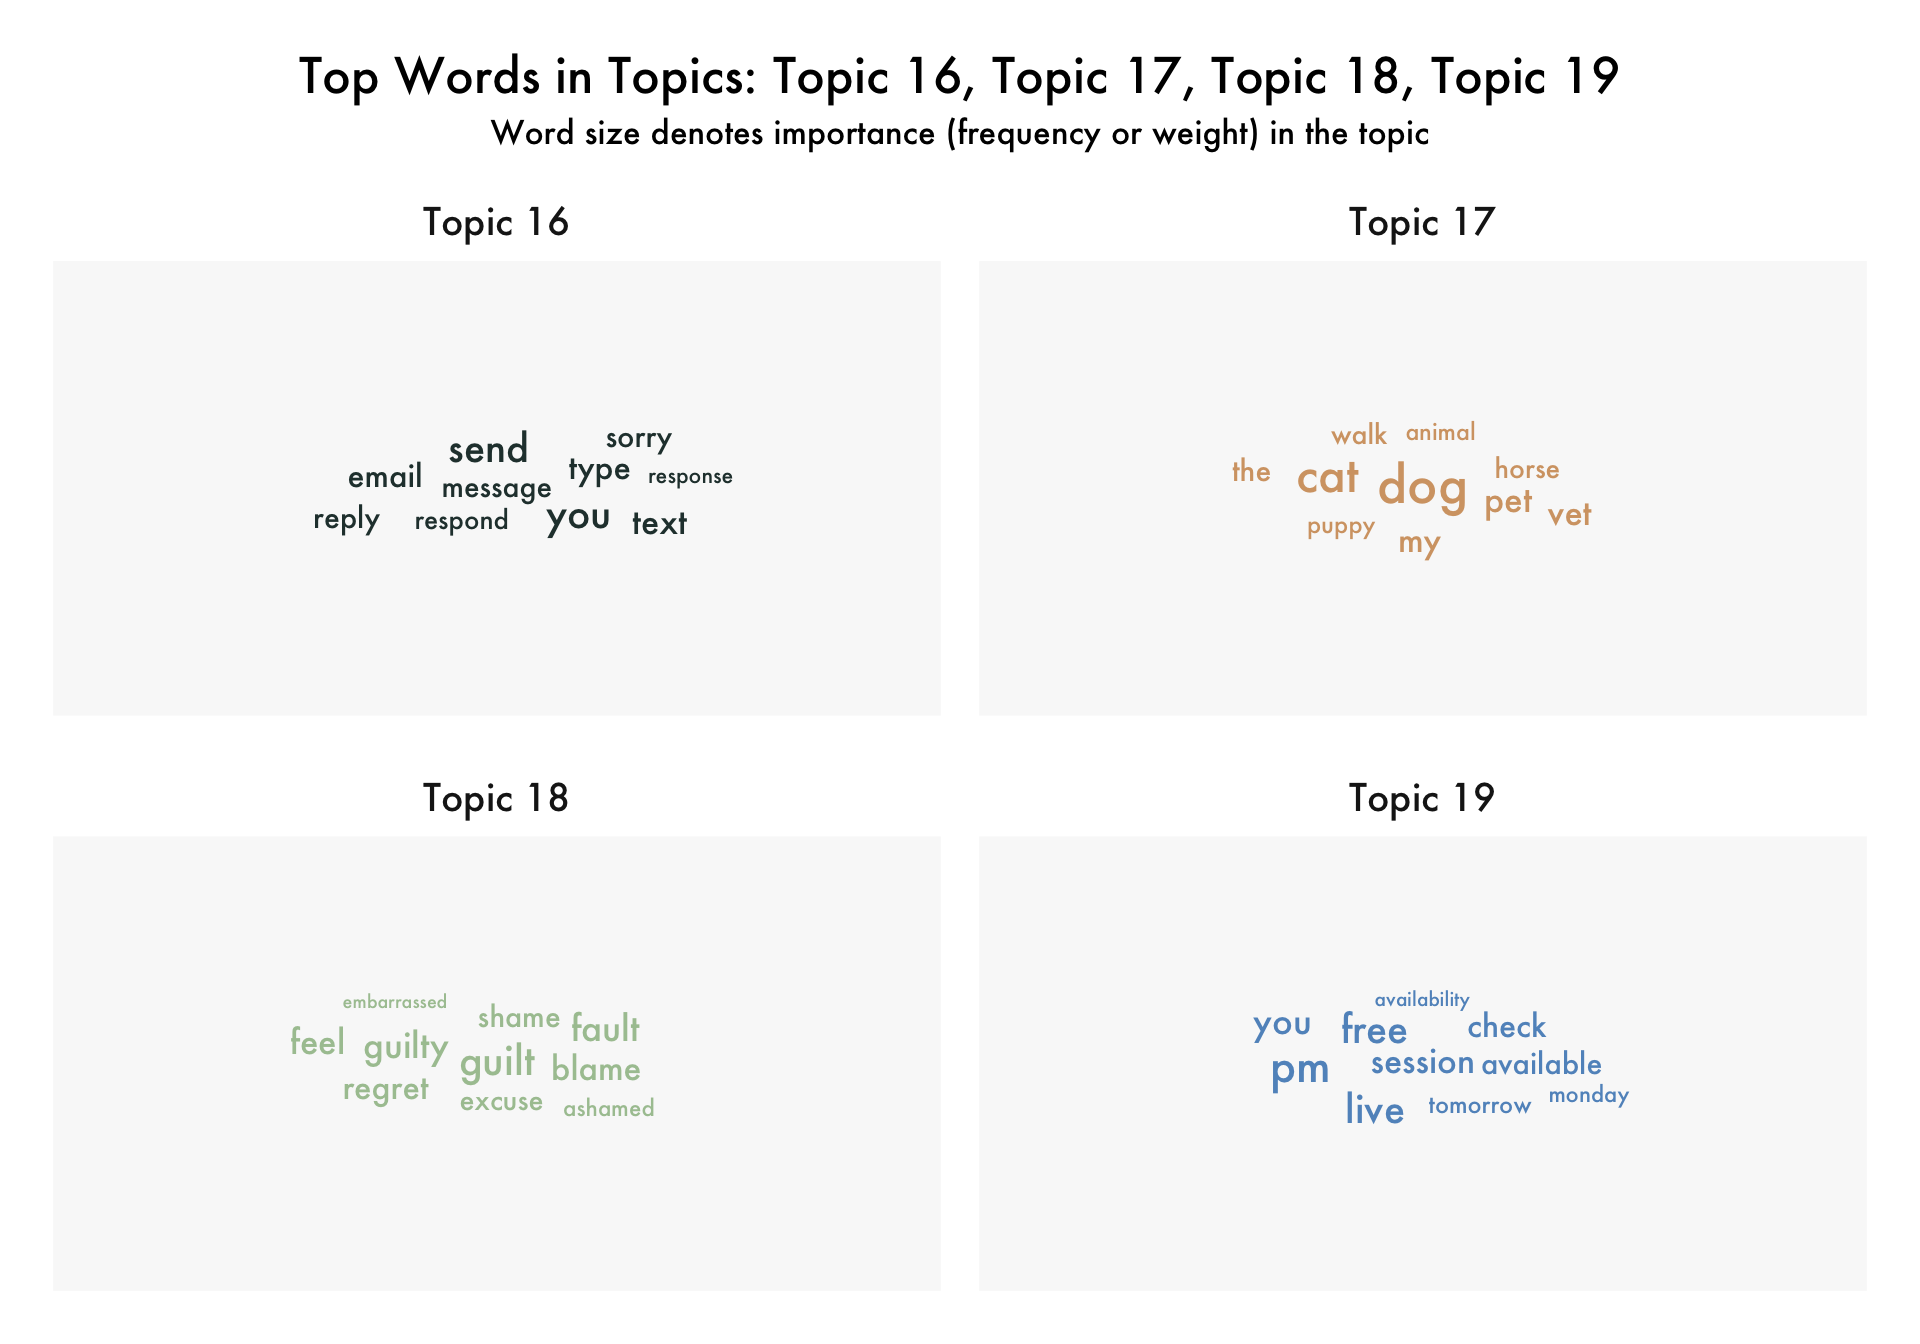 Top Words in Topics: Topic 16, Topic 17, Topic 18, Topic 19
Word size denotes importance (frequency or weight) in the topic
Topic 16
sorry
send
type
email
response
message
you
reply
respond
text
Topic 17
walk
animal
the
cat
dog
horse
pet
vet
puppy
my
Topic 18
embarrassed
shame
fault
feel
guilty
guilt
blame
regret
excuse
ashamed
Topic 19
availability
you
free
check
pm
session
available
monday
live
tomorrow